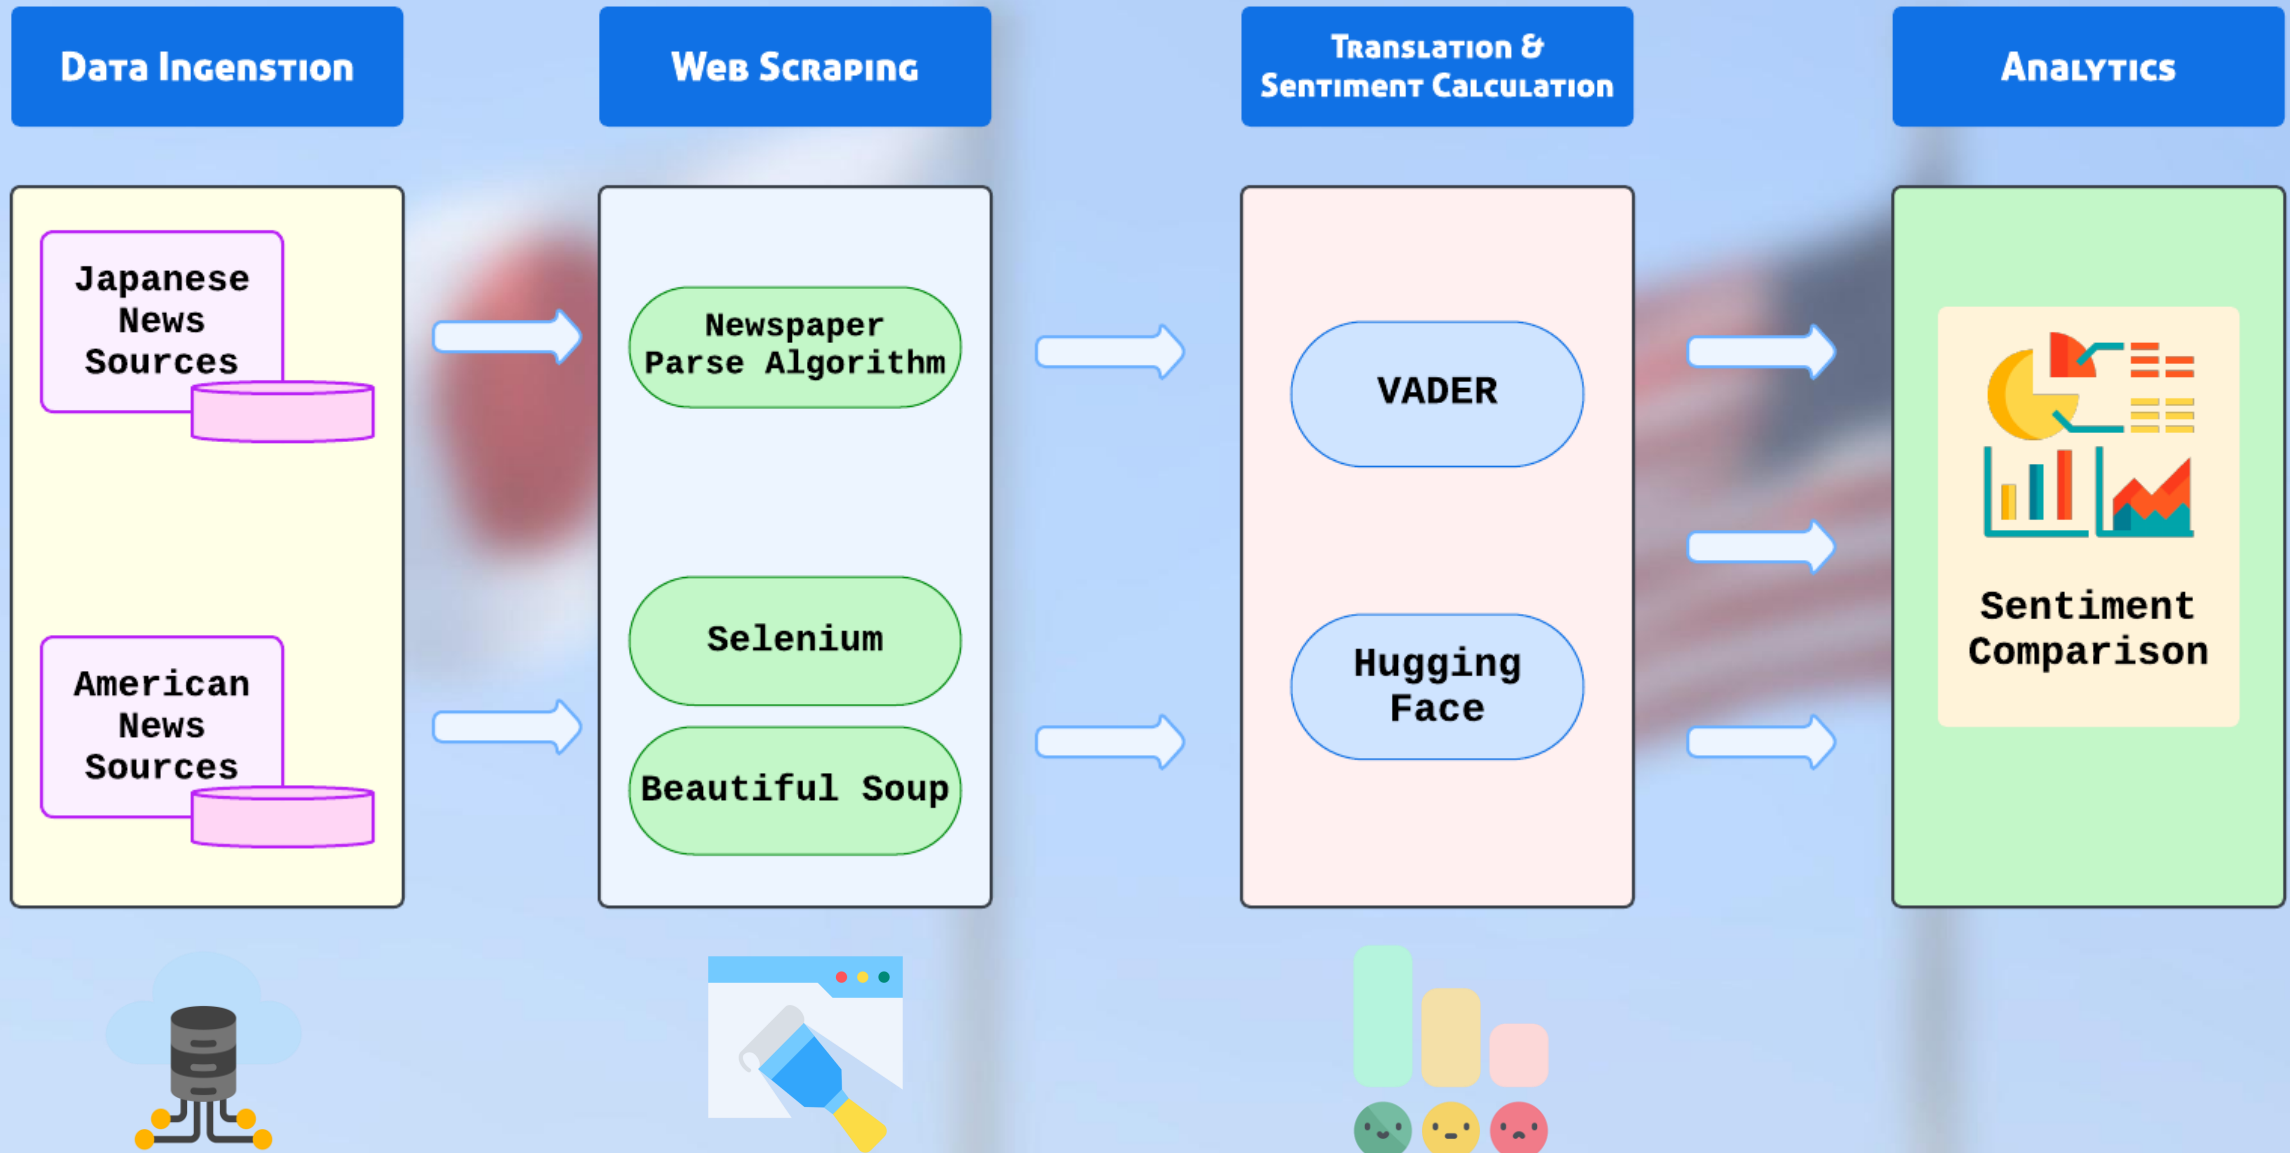 Data Ingenstion
Web Scraping
Translation &
Sentiment Calculation
Analytics
Japanese
News
Sources
American
News
Sources
Newspaper
Parse Algorithm
Selenium
Beautiful Soup
VADER
Hugging
Face
Sentiment
Comparison